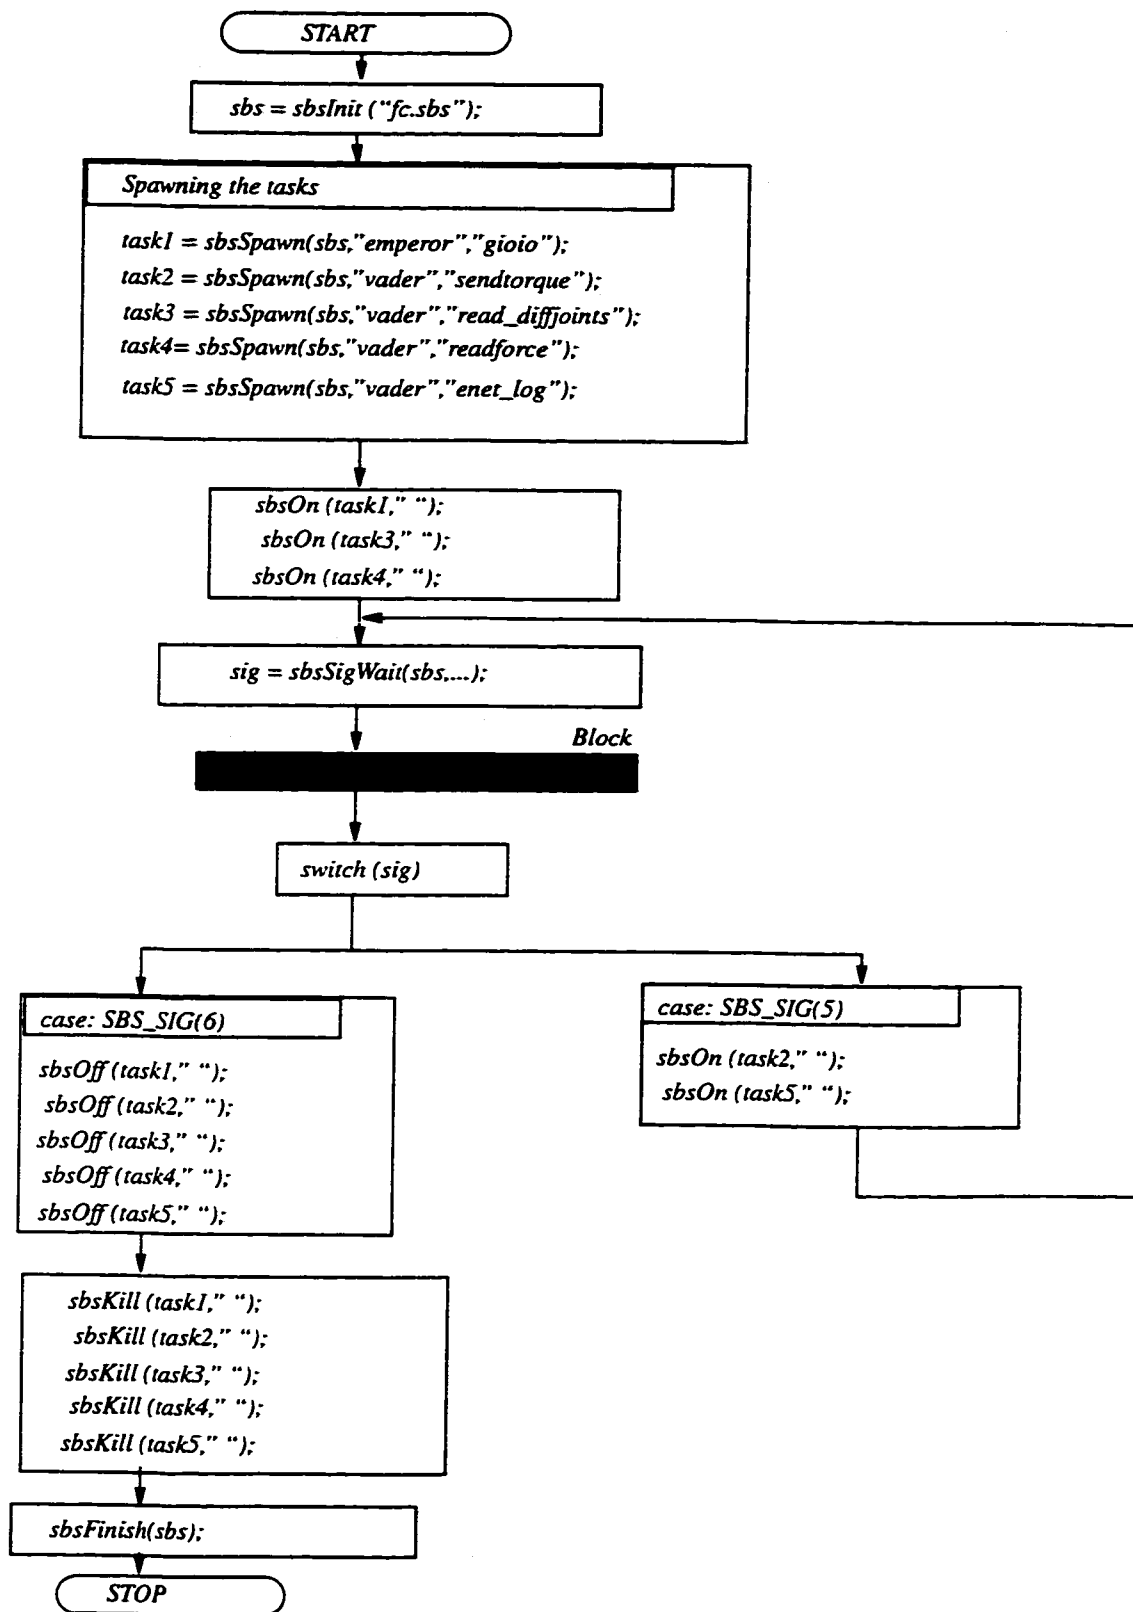 START
sbs = sbsInit (“fc.sbs”);
Spawning the tasks
task1 = sbsSpawn(sbs,”emperor”,”gioio”);
task2 = sbsSpawn(sbs,”vader”,”sendtorque”);
task3 = sbsSpawn(sbs,”vader”,”read_diffjoints”);
task4= sbsSpawn(sbs,”vader”,”readforce”);
task5 = sbsSpawn(sbs,”vader”,”enet_log”);
sbsOn (task1,” “);
sbsOn (task3,” “);
sbsOn (task4,” “);
sig = sbsSigWait(sbs,....);
Block
switch (sig)
case: SBS_SIG(6)
sbsOff (task1,” “);
sbsOff (task2,” “);
sbsOff (task3,” “);
sbsOff (task4,” “);
sbsOff (task5,” “);
case: SBS_SIG(5)
sbsOn (task2,” “);
sbsOn (task5,” “);
sbsKill (task1,” “);
sbsKill (task2,” “);
sbsKill (task3,” “);
sbsKill (task4,” “);
sbsKill (task5,” “);
sbsFinish(sbs);
STOP